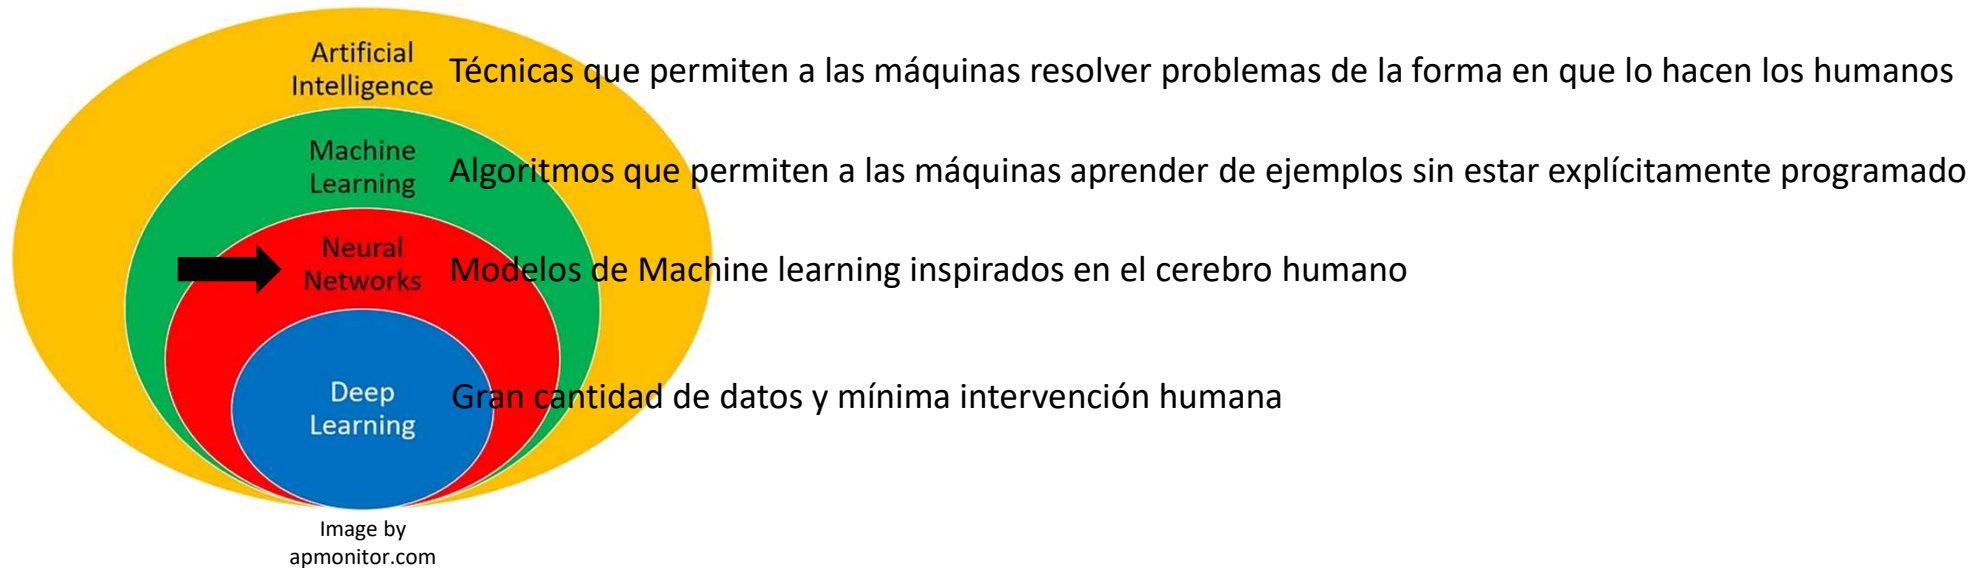 Artificial
Intelligence
Técnicas que permiten a las máquinas resolver problemas de la forma en que lo hacen los humanos
Machine
Learning
Algoritmos que permiten a las máquinas aprender de ejemplos sin estar explícitamente programado
Neural
Networks
Modelos de Machine learning inspirados en el cerebro humano
Deep
Learning
Gran cantidad de datos y mínima intervención humana
Image by
apmonitor.com